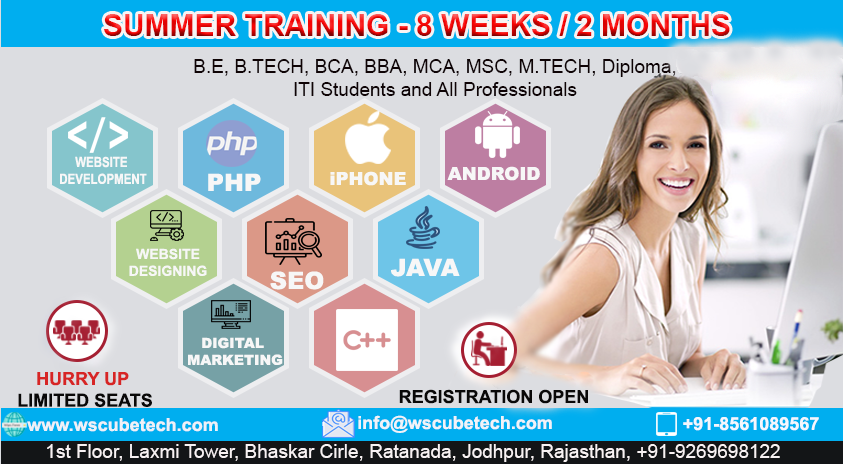 SUMMER TRAINING - 8 WEEKS / 2 MONTHS
B.E, B.TECH, BCA, BBA, MCA, MSC, M.TECH, Diploma,
ITI Students and All Professionals
</>
WEBSITE
DEVELOPMENT
php
PHP
iPHONE
ANDROID
WEBSITE
DESIGNING
SEO
JAVA
DIGITAL
MARKETING
C++
HURRY UP
LIMITED SEATS
REGISTRATION OPEN
www.wscubetech.com
info@wscubetech.com
+91-8561089567
1st Floor, Laxmi Tower, Bhaskar Cirle, Ratanada, Jodhpur, Rajasthan, +91-9269698122